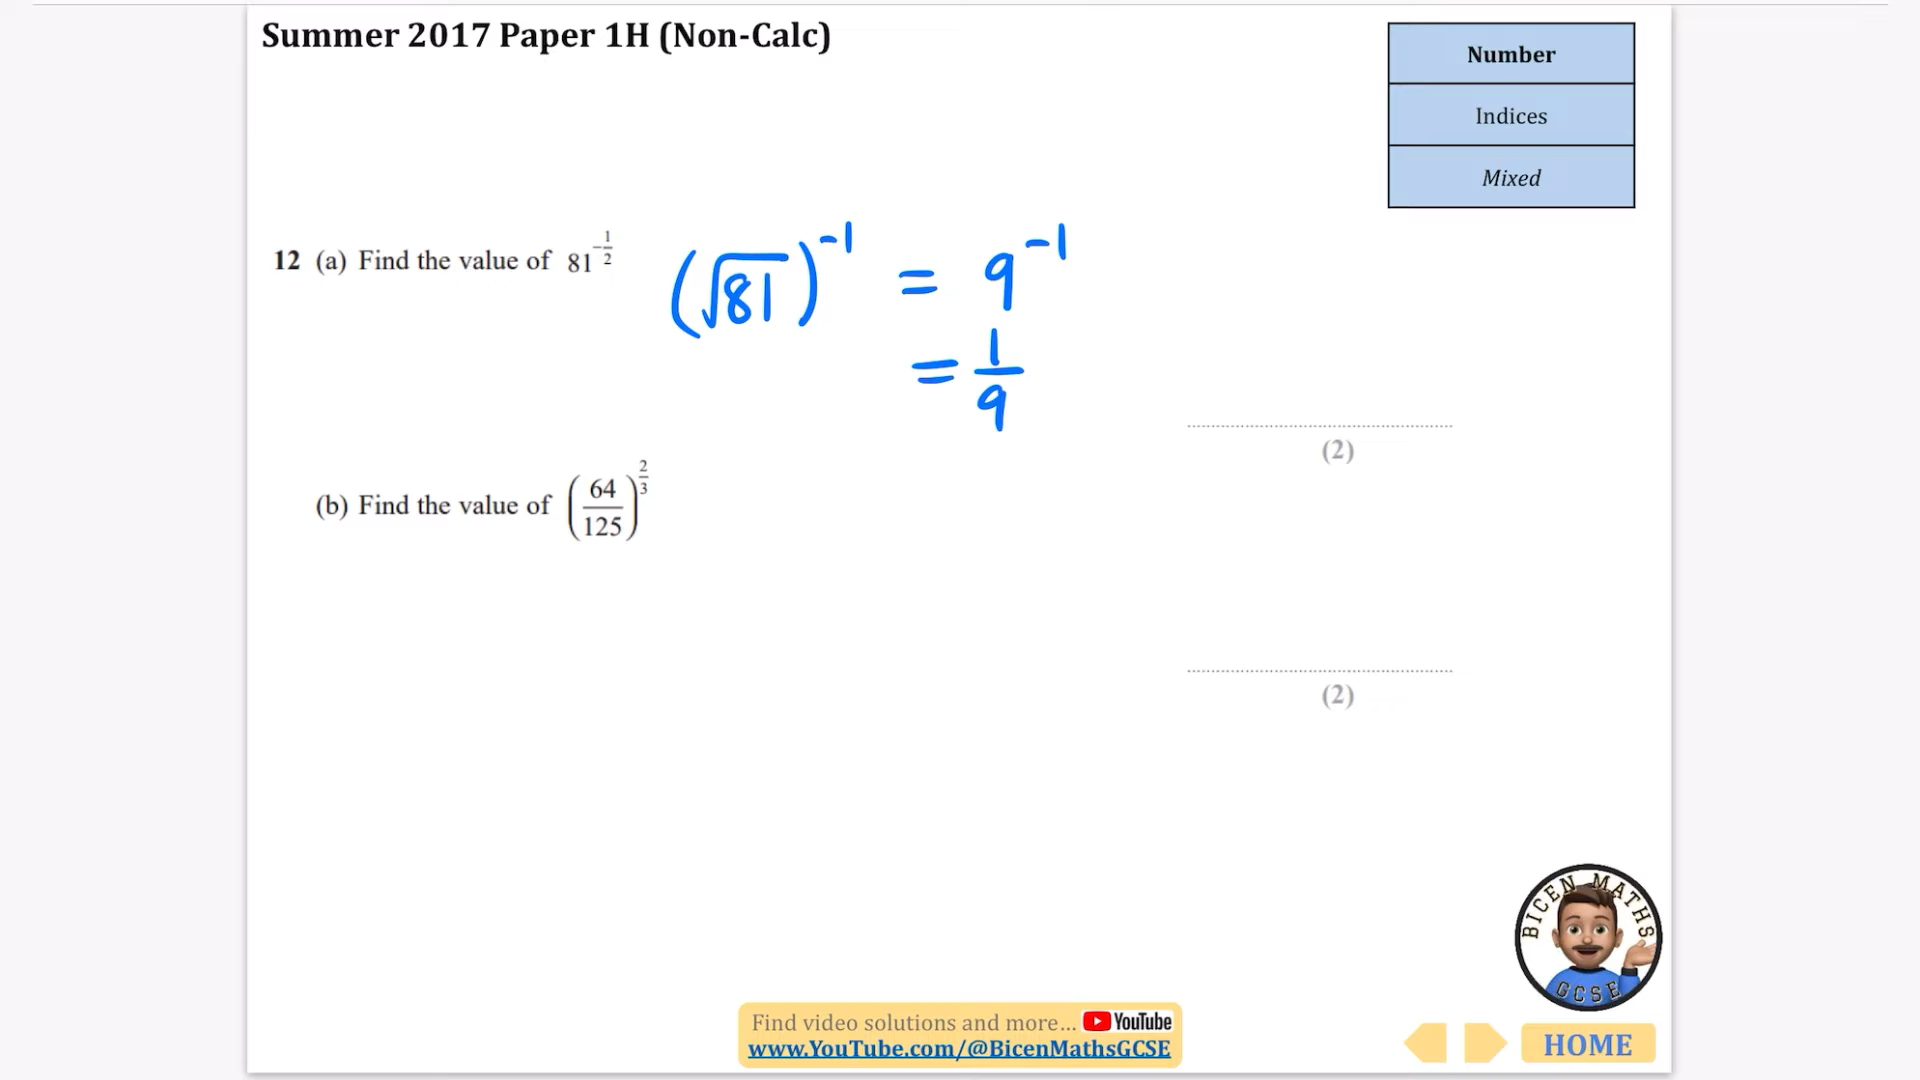 Summer 2017 Paper 1H (Non-Calc)
Number
Indices
Mixed
12 (a) Find the value of 81^(-1/2)
(√81)^(-1) = 9^(-1)
= 1/9
(2)
(b) Find the value of (64/125)^(2/3)
(2)
BICEN MATHS
GCSE
Find video solutions and more... YouTube
www.YouTube.com/@BicenMathsGCSE
HOME